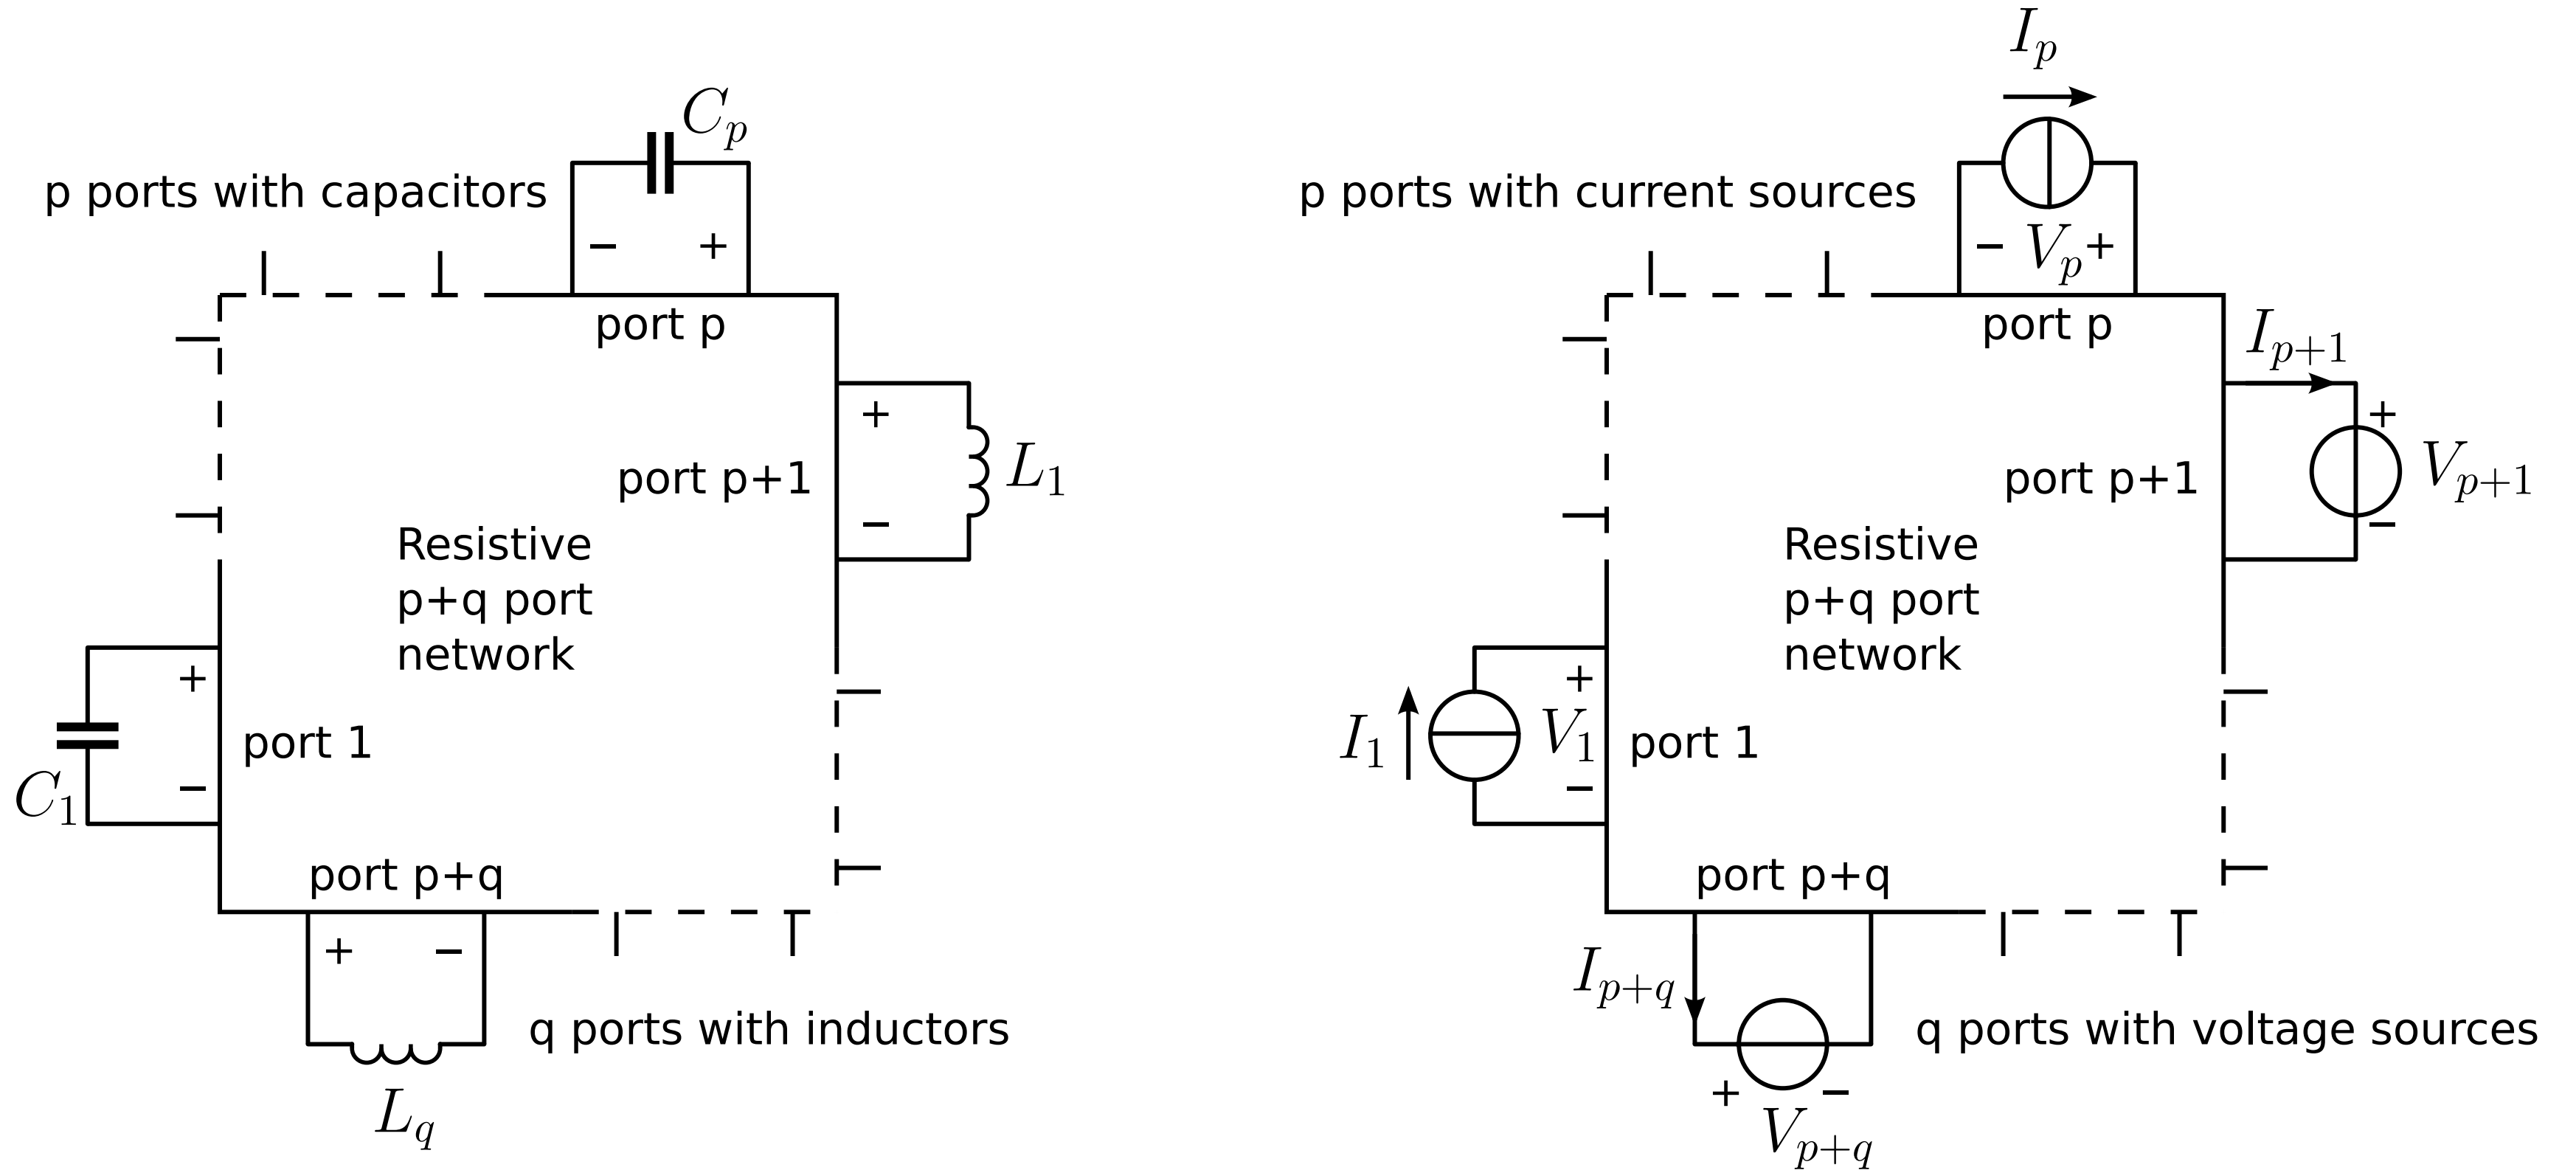 C_p
p ports with capacitors
− +
port p
+
port p+1
L_1
−
Resistive
p+q port
network
+
port 1
−
C_1
port p+q
+ −
q ports with inductors
L_q
I_p
p ports with current sources
− V_p +
port p
I_{p+1}
+
port p+1
V_{p+1}
−
Resistive
p+q port
network
+
I_1
V_1
port 1
−
port p+q
I_{p+q}
q ports with voltage sources
+ −
V_{p+q}